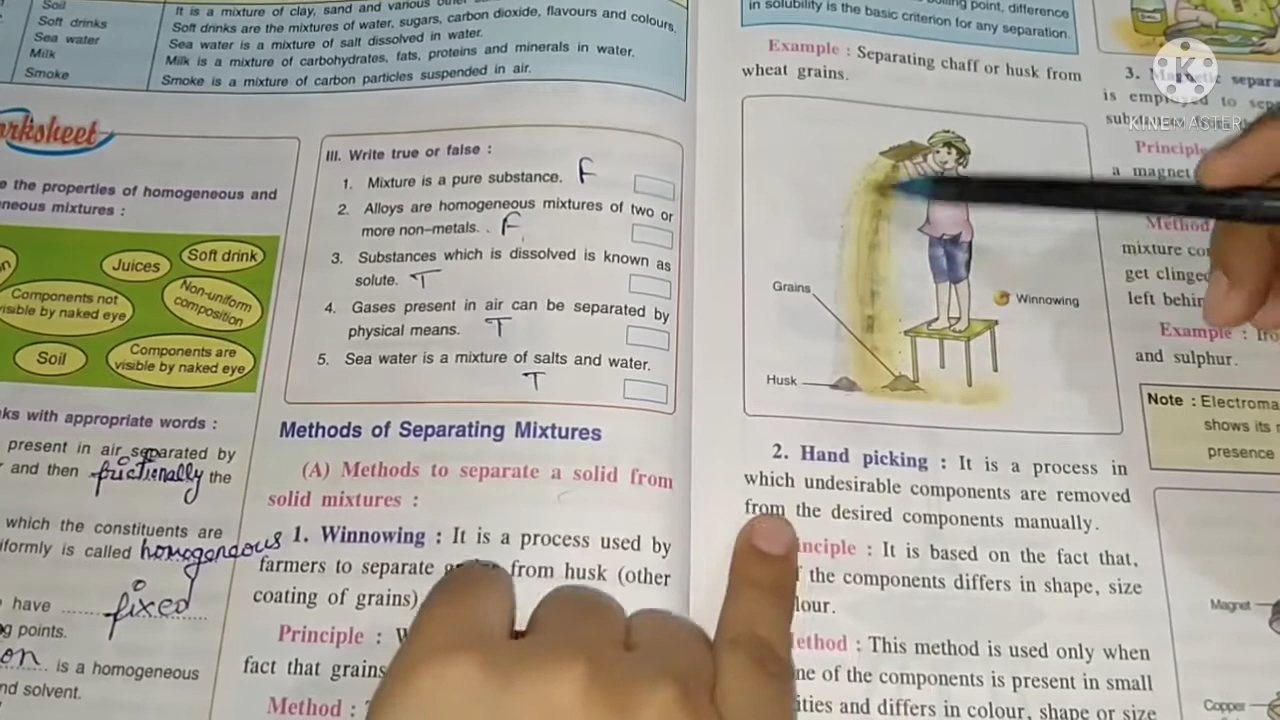 Soil
Soft drinks
Sea water
Milk
Smoke
It is a mixture of clay, sand and various
Soft drinks are the mixtures of water, sugars, carbon dioxide, flavours and colours.
Sea water is a mixture of salt dissolved in water.
Milk is a mixture of carbohydrates, fats, proteins and minerals in water.
Smoke is a mixture of carbon particles suspended in air.
the properties of homogeneous and
mixtures :
Juices
Soft drink
Components not
by naked eye
Non-uniform
composition
Soil
Components are
visible by naked eye
with appropriate words :
present in air separated by
and then frictionally the
which the constituents are
is called homogeneous
have ........ fixed
points.
is a homogeneous
solvent.
III. Write true or false :
1. Mixture is a pure substance. F
2. Alloys are homogeneous mixtures of two or
more non-metals. . F
3. Substances which is dissolved is known as
solute. T
4. Gases present in air can be separated by
physical means. T
5. Sea water is a mixture of salts and water.
T
Methods of Separating Mixtures
(A) Methods to separate a solid from
solid mixtures :
1. Winnowing : It is a process used by
farmers to separate from husk (other
coating of grains)
Principle :
fact that grains
Method :
point, difference
in solubility is the basic criterion for any separation.
Example : Separating chaff or husk from
wheat grains.
Grains
Winnowing
Husk
2. Hand picking : It is a process in
which undesirable components are removed
from the desired components manually.
It is based on the fact that,
the components differs in shape, size
: This method is used only when
of the components is present in small
and differs in colour, shape or size
3.
is employed to
Principle
a magnet
Method
mixture
get clinged
left
Example :
and sulphur.
Note :
shows its
presence
Magnet
Copper
K
KINEMASTER